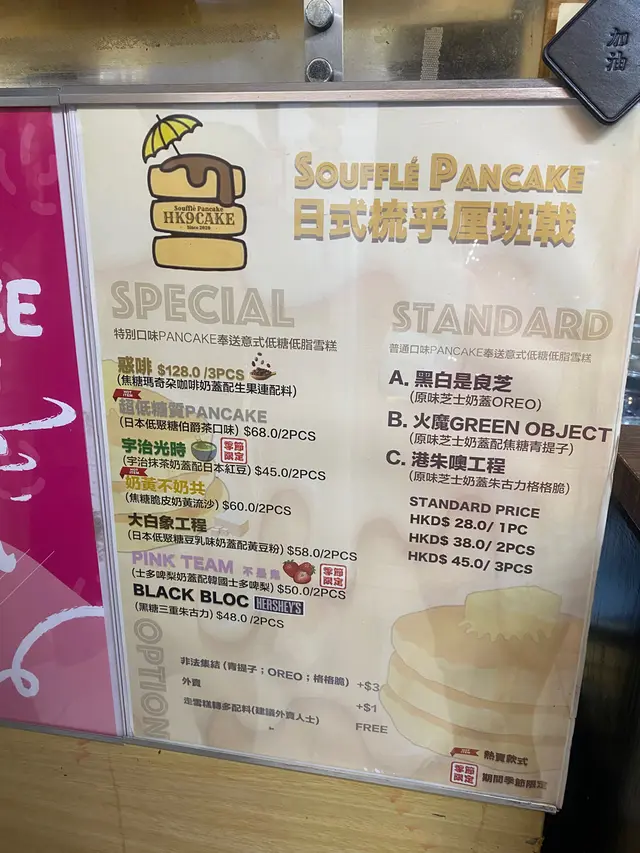 加油
Soufflé Pancake
HK9CAKE
Since 2020
SOUFFLÉ PANCAKE
日式梳乎厘班戟
SPECIAL
特別口味PANCAKE奉送意式低糖低脂雪糕
惑啡 $128.0 /3PCS
(焦糖瑪奇朵咖啡奶蓋配生果連配料)
超低糖質PANCAKE
(日本低聚糖伯爵茶口味) $68.0/2PCS
宇治光時 季節限定
(宇治抹茶奶蓋配日本紅豆) $45.0/2PCS
奶黃不奶共
(焦糖脆皮奶黃流沙) $60.0/2PCS
大白象工程
(日本低聚糖豆乳味奶蓋配黃豆粉) $58.0/2PCS
PINK TEAM 不是鬼 季節限定
(士多啤梨奶蓋配韓國士多啤梨) $50.0/2PCS
BLACK BLOC HERSHEY'S
(黑糖三重朱古力) $48.0 /2PCS
STANDARD
普通口味PANCAKE奉送意式低糖低脂雪糕
A. 黑白是良芝
(原味芝士奶蓋OREO)
B. 火魔GREEN OBJECT
(原味芝士奶蓋配焦糖青提子)
C. 港朱噢工程
(原味芝士奶蓋朱古力格格脆)
STANDARD PRICE
HKD$ 28.0/ 1PC
HKD$ 38.0/ 2PCS
HKD$ 45.0/ 3PCS
OPTION
非法集結 (青提子；OREO；格格脆) +$3
外賣 +$1
走雪糕轉多配料(建議外賣人士) FREE
熱賣款式
季節限定 期間季節限定